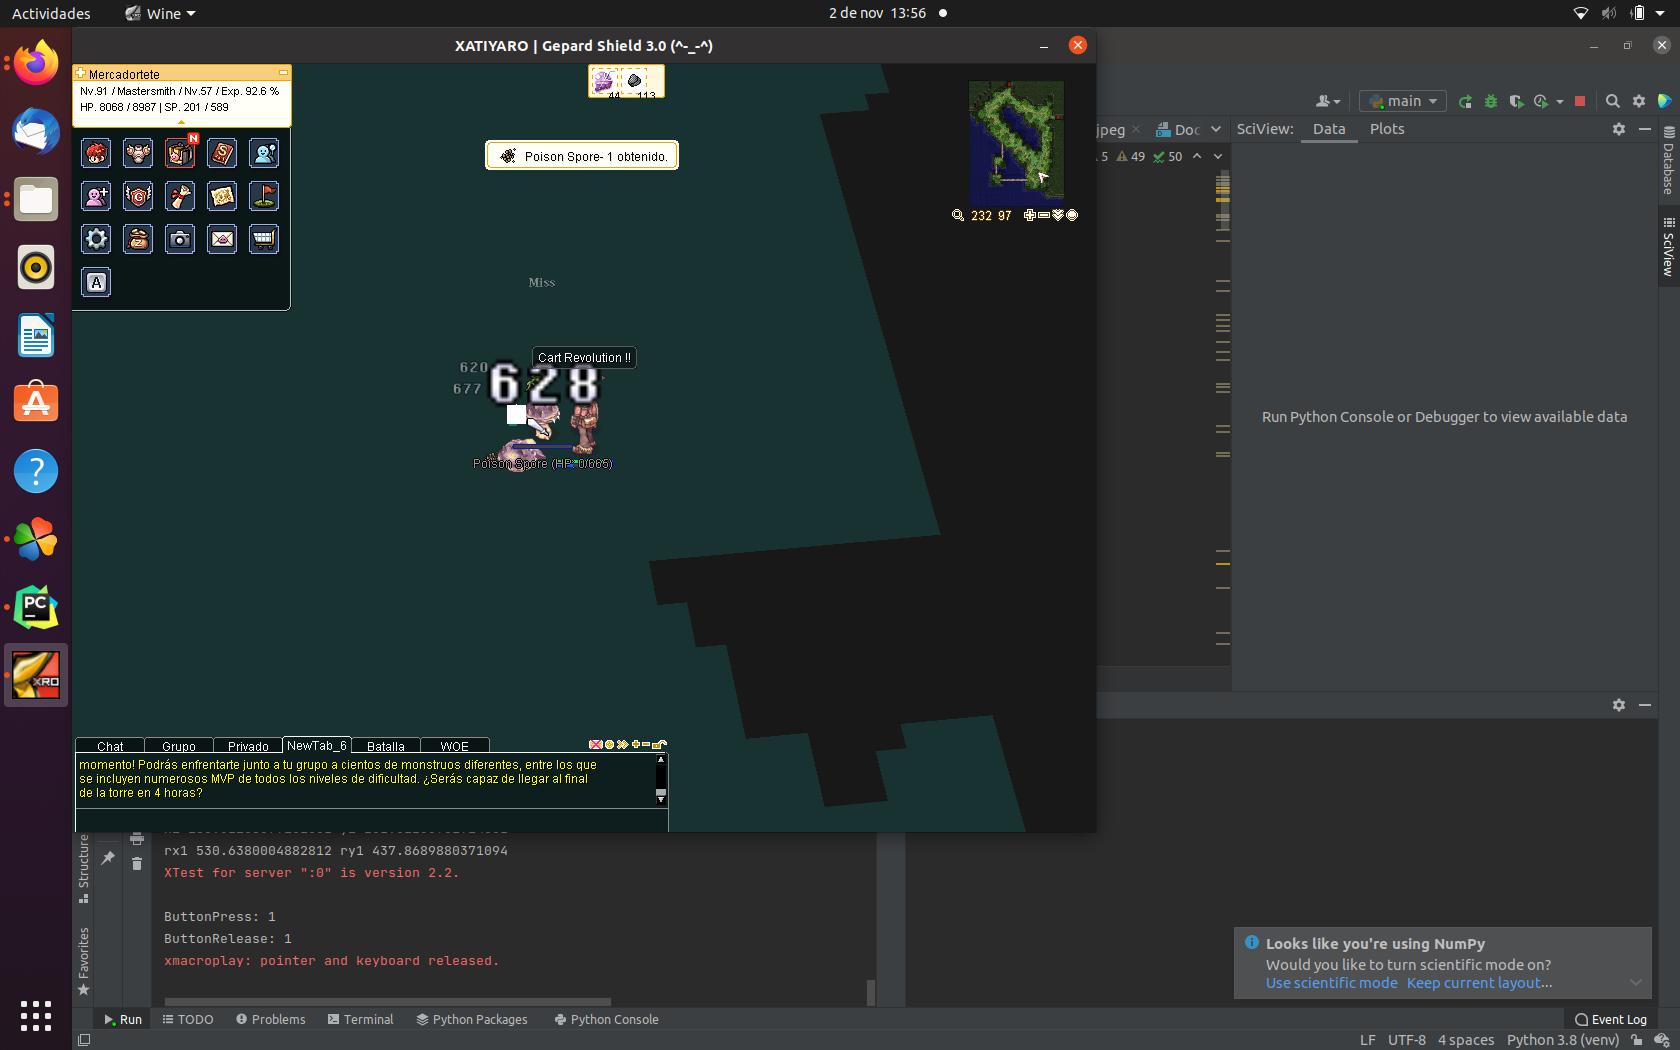 Actividades
Wine
2 de nov 13:56
XATIYARO | Gepard Shield 3.0 (^-_-^)
Mercadortete
Nv.91 / Mastersmith / Nv.57 / Exp. 92.6 %
HP. 8068 / 8987 | SP. 201 / 589
N
A
44 113
Poison Spore- 1 obtenido.
232 97
Miss
Cart Revolution !!
620
628
677
Poison Spore (HP: 0/665)
main
jpeg
Doc
SciView: Data Plots
5 49 50
Database
SciView
Run Python Console or Debugger to view available data
PC
XRO
Chat Grupo Privado NewTab_6 Batalla WOE
momento! Podrás enfrentarte junto a tu grupo a cientos de monstruos diferentes, entre los que
se incluyen numerosos MVP de todos los niveles de dificultad. ¿Serás capaz de llegar al final
de la torre en 4 horas?
rx1 530.6380004882812 ry1 437.8689880371094
XTest for server ":0" is version 2.2.
ButtonPress: 1
ButtonRelease: 1
xmacroplay: pointer and keyboard released.
Structure
Favorites
Looks like you're using NumPy
Would you like to turn scientific mode on?
Use scientific mode Keep current layout...
Run TODO Problems Terminal Python Packages Python Console
Event Log
LF UTF-8 4 spaces Python 3.8 (venv)